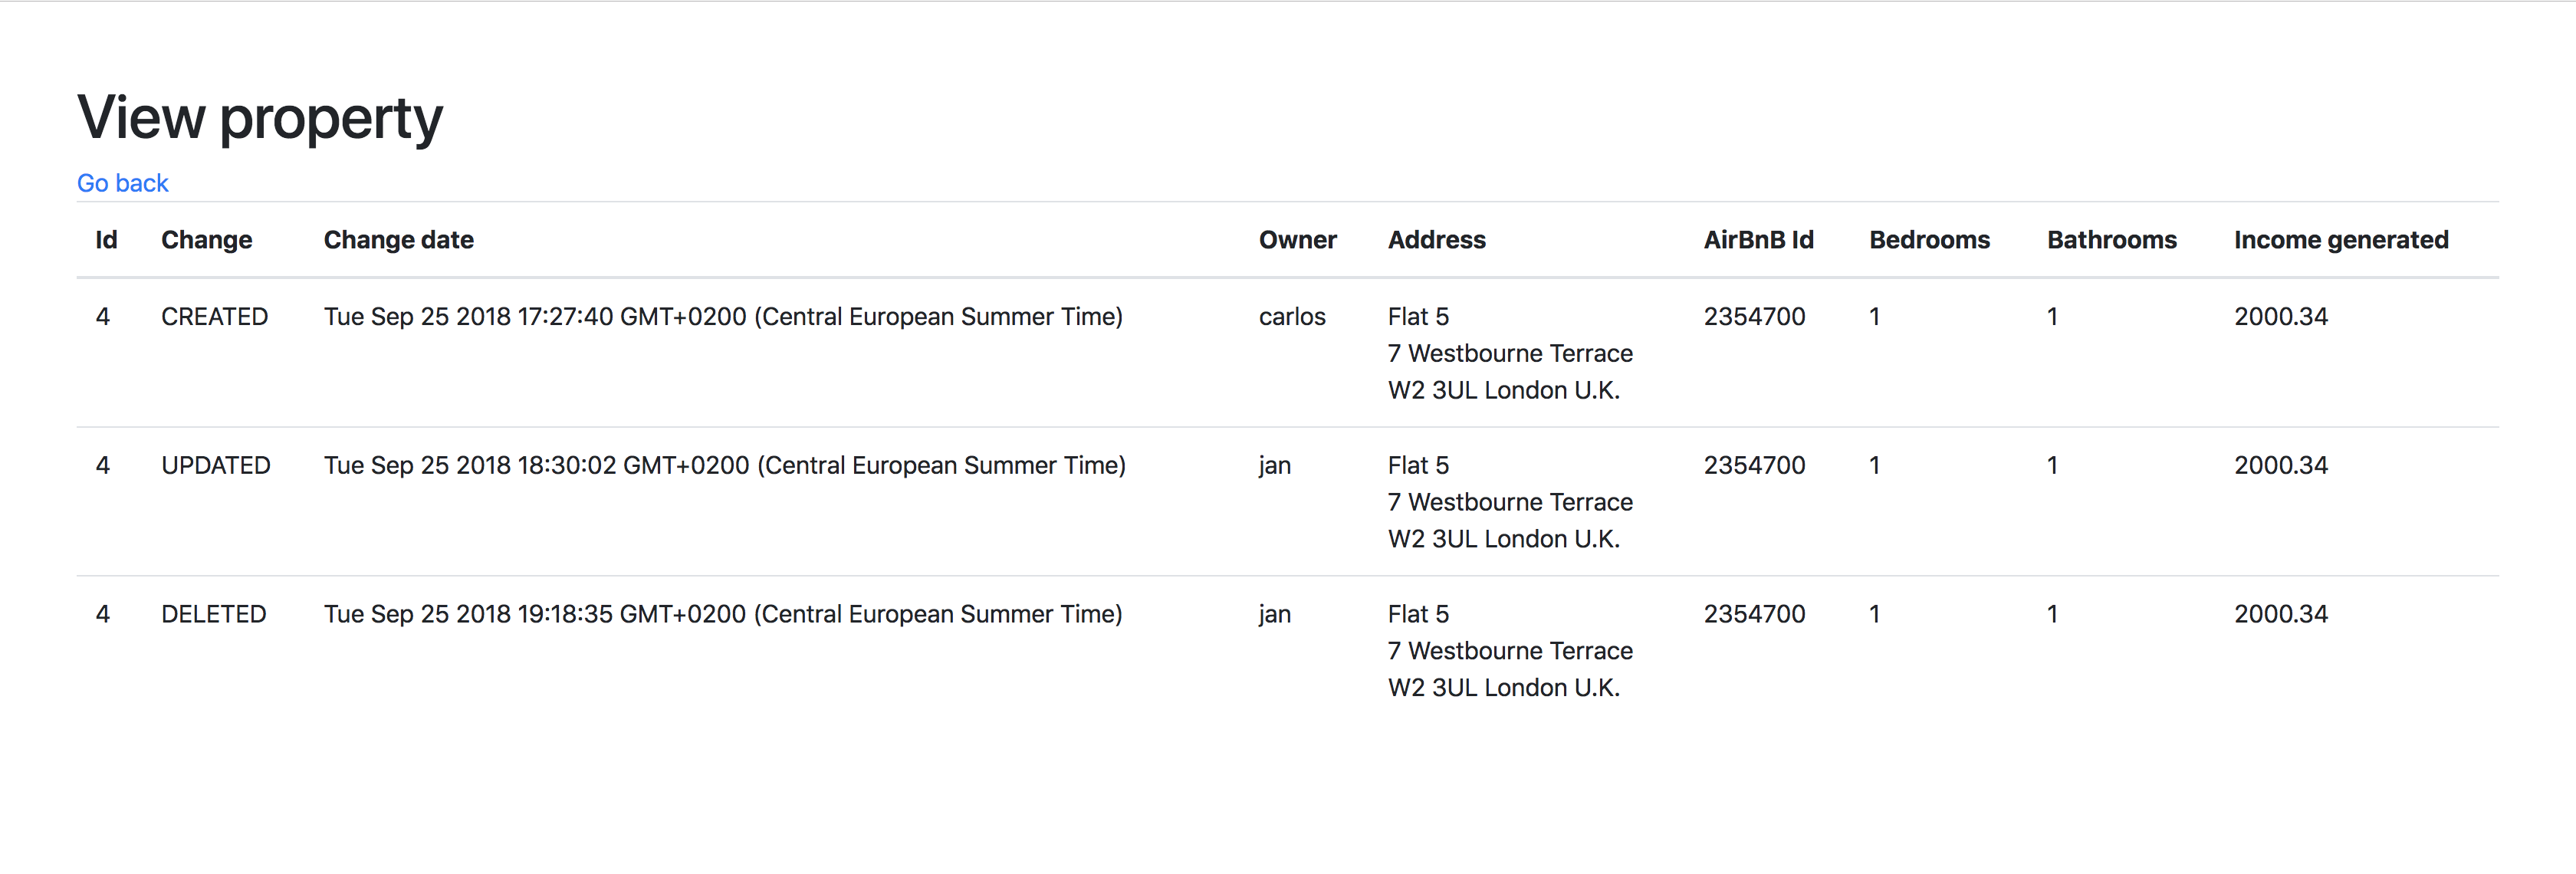 View property
Go back
Id Change Change date Owner Address AirBnB Id Bedrooms Bathrooms Income generated
4 CREATED Tue Sep 25 2018 17:27:40 GMT+0200 (Central European Summer Time) carlos Flat 5 2354700 1 1 2000.34
7 Westbourne Terrace
W2 3UL London U.K.
4 UPDATED Tue Sep 25 2018 18:30:02 GMT+0200 (Central European Summer Time) jan Flat 5 2354700 1 1 2000.34
7 Westbourne Terrace
W2 3UL London U.K.
4 DELETED Tue Sep 25 2018 19:18:35 GMT+0200 (Central European Summer Time) jan Flat 5 2354700 1 1 2000.34
7 Westbourne Terrace
W2 3UL London U.K.